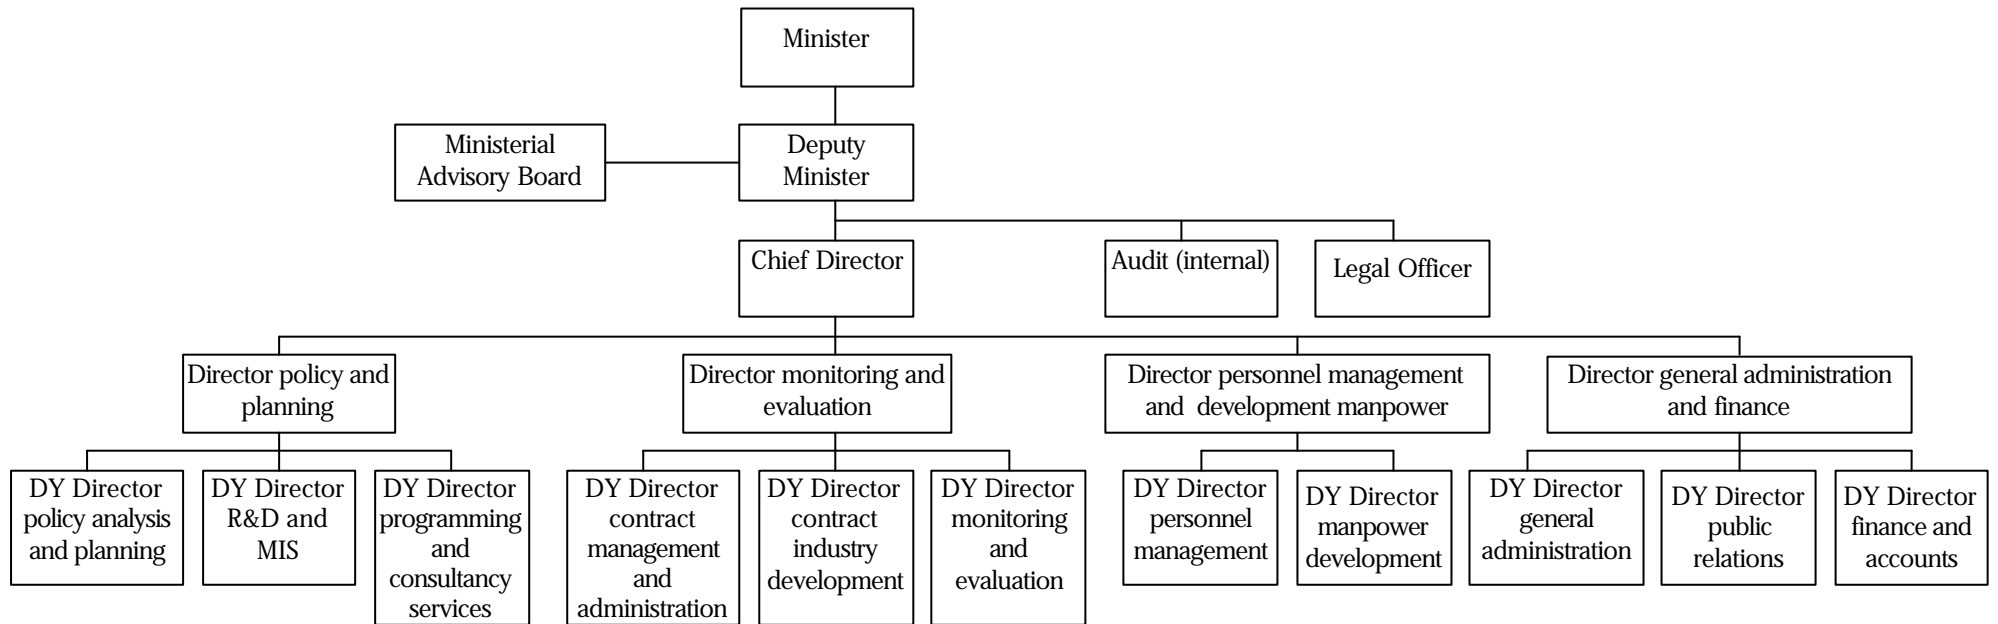 Minister
Ministerial
Advisory Board
Deputy
Minister
Chief Director
Audit (internal)
Legal Officer
Director policy and
planning
Director monitoring and
evaluation
Director personnel management
and development manpower
Director general administration
and finance
DY Director
policy analysis
and planning
DY Director
R&D and
MIS
DY Director
programming
and
consultancy
services
DY Director
contract
management
and
administration
DY Director
contract
industry
development
DY Director
monitoring
and
evaluation
DY Director
personnel
management
DY Director
manpower
development
DY Director
general
administration
DY Director
public
relations
DY Director
finance and
accounts